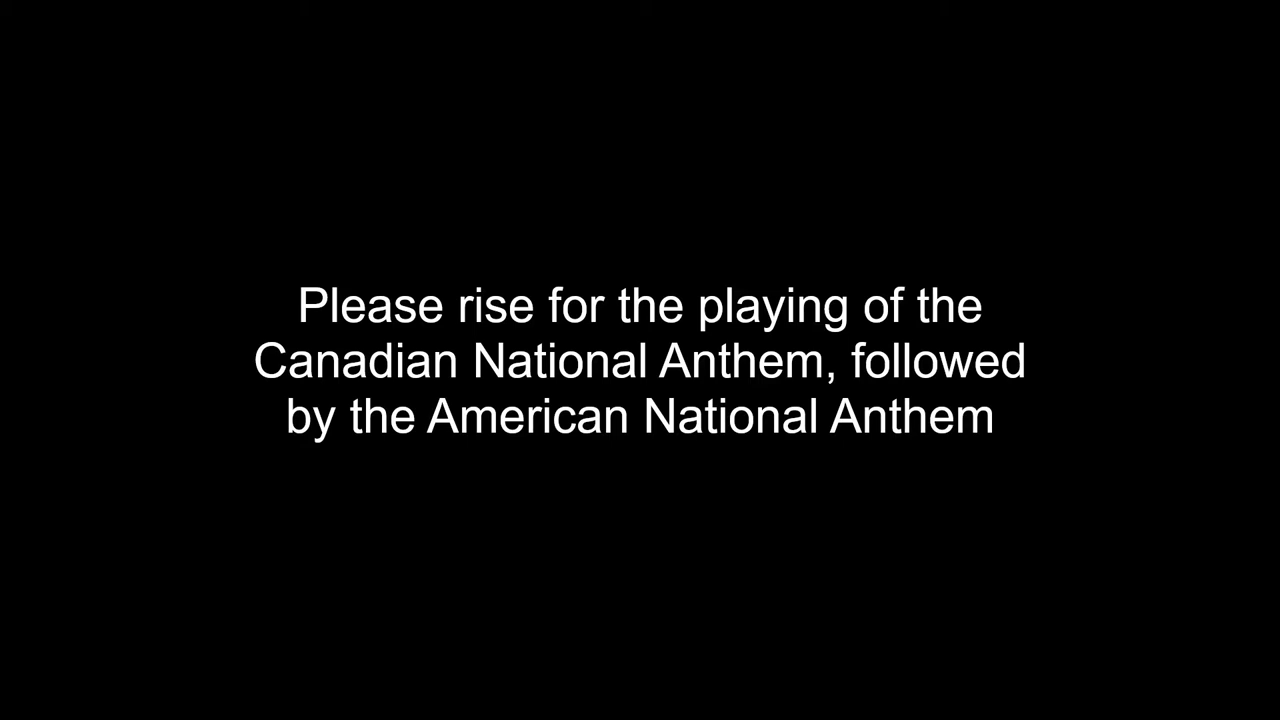 Please rise for the playing of the
Canadian National Anthem, followed
by the American National Anthem